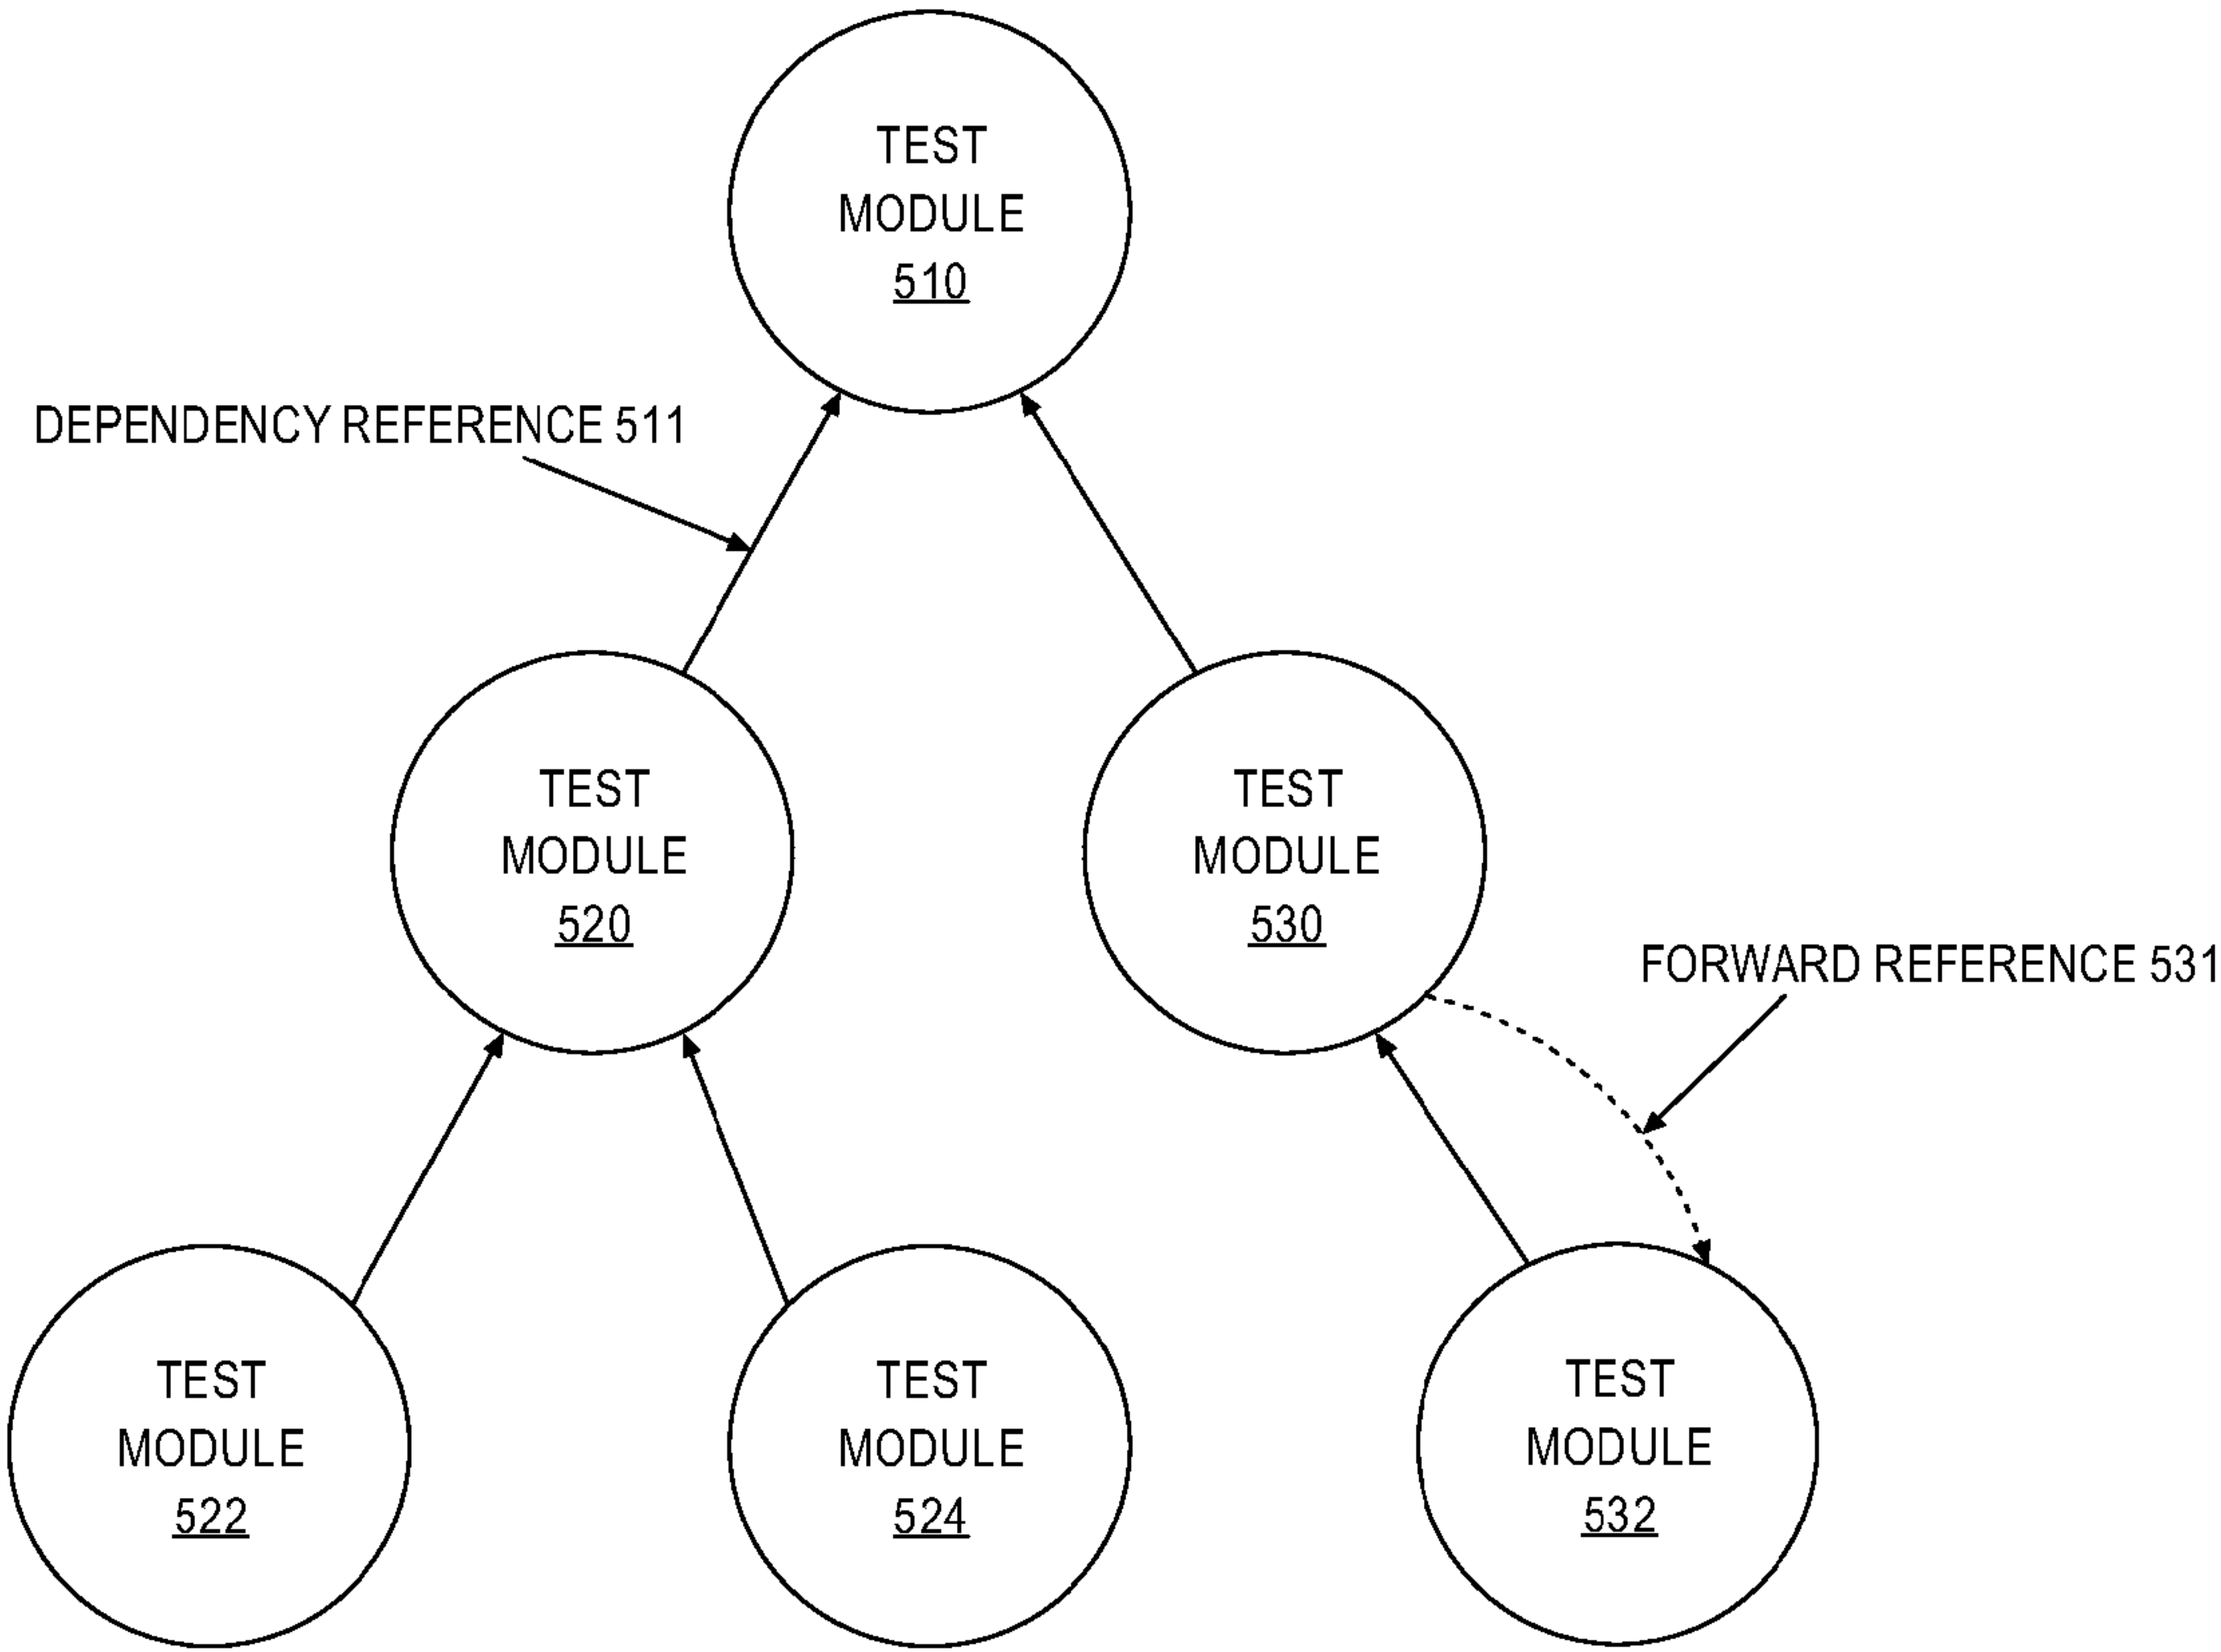 TEST
MODULE
510
DEPENDENCY REFERENCE 511
TEST
MODULE
520
TEST
MODULE
530
FORWARD REFERENCE 531
TEST
MODULE
522
TEST
MODULE
524
TEST
MODULE
532